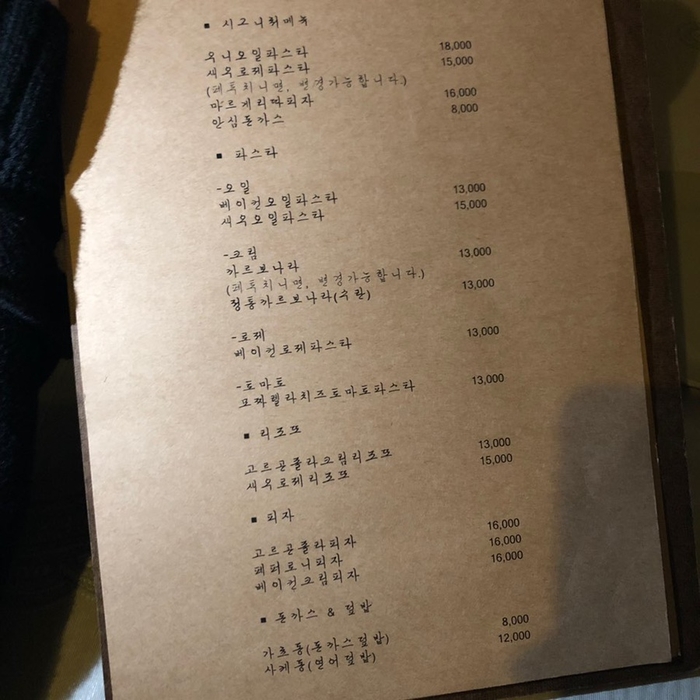 ■ 시그니처메뉴
우니오일파스타 18,000
새우로제파스타 15,000
(페투치니면, 변경가능합니다.)
마르게리따피자 16,000
안심돈까스 8,000
■ 파스타
-오일
베이컨오일파스타 13,000
새우오일파스타 15,000
-크림
까르보나라 13,000
(페투치니면, 변경가능합니다.)
정통까르보나라(수란) 13,000
-로제
베이컨로제파스타 13,000
-토마토
모짜렐라치즈토마토파스타 13,000
■ 리조또
고르곤졸라크림리조또 13,000
새우로제리조또 15,000
■ 피자
고르곤졸라피자 16,000
페퍼로니피자 16,000
베이컨크림피자 16,000
■ 돈까스 & 덮밥
가츠동(돈까스덮밥) 8,000
사케동(연어덮밥) 12,000